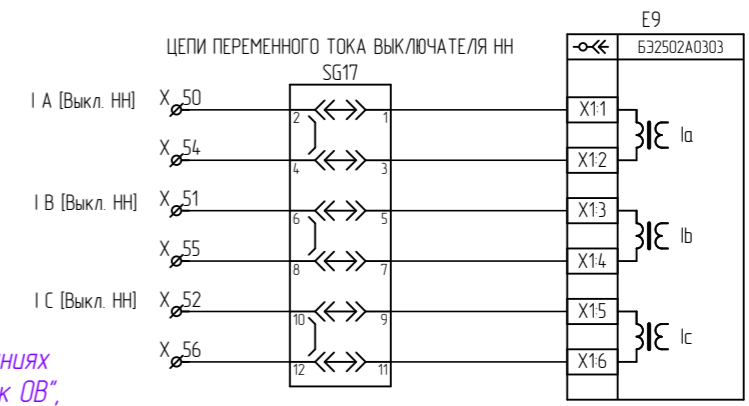 E9
ЦЕПИ ПЕРЕМЕННОГО ТОКА ВЫКЛЮЧАТЕЛЯ НН
БЭ2502А0303
SG17
I A [Выкл. НН] X 50 2 1 X1:1
Ia
X 54 4 3 X1:2
I B [Выкл. НН] X 51 6 5 X1:3
Ib
X 55 8 7 X1:4
I C [Выкл. НН] X 52 10 9 X1:5
Ic
X 56 12 11 X1:6
ниях
к ОВ",